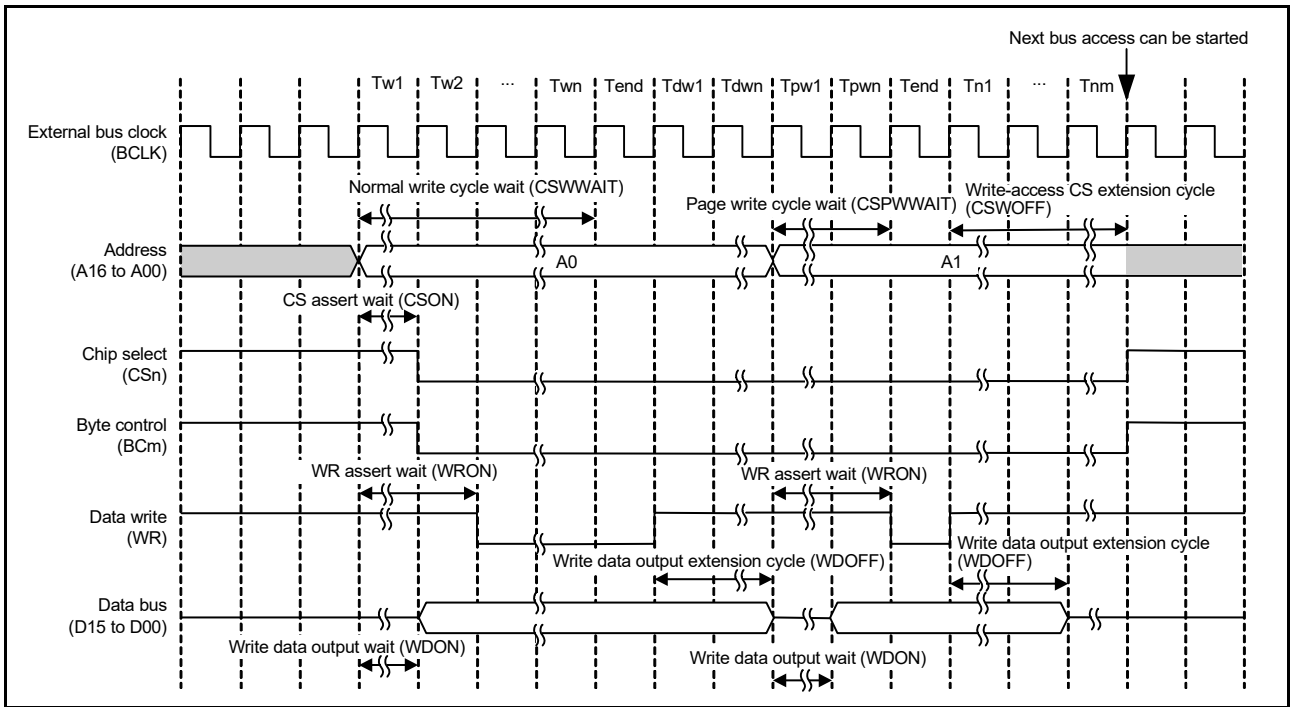 Next bus access can be started
Tw1 Tw2 ... Twn Tend Tdw1 Tdwn Tpw1 Tpwn Tend Tn1 ... Tnm
External bus clock
(BCLK)
Normal write cycle wait (CSWWAIT)
Page write cycle wait (CSPWWAIT)
Write-access CS extension cycle
(CSWOFF)
Address
(A16 to A00)
A0
A1
CS assert wait (CSON)
Chip select
(CSn)
Byte control
(BCm)
WR assert wait (WRON)
WR assert wait (WRON)
Data write
(WR)
Write data output extension cycle (WDOFF)
Write data output extension cycle
(WDOFF)
Data bus
(D15 to D00)
Write data output wait (WDON)
Write data output wait (WDON)